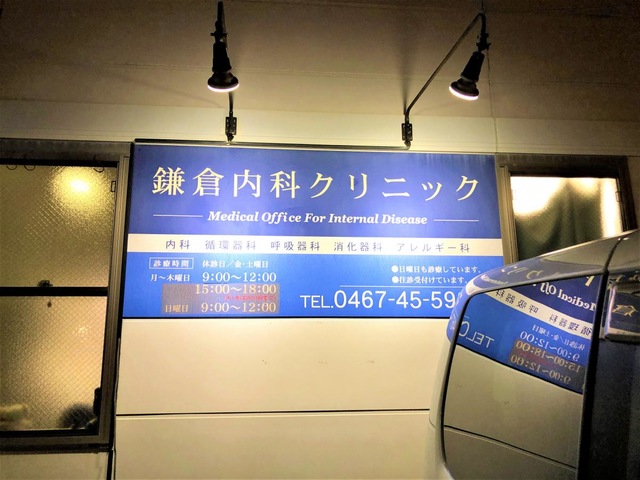 鎌倉内科クリニック
Medical Office For Internal Disease
内科 循環器科 呼吸器科 消化器科 アレルギー科
診療時間 休診日／金・土曜日
月～木曜日 9:00～12:00
15:00～18:00
日曜日 9:00～12:00
●日曜日も診療しています。
●往診受付けています
TEL.0467-45-59